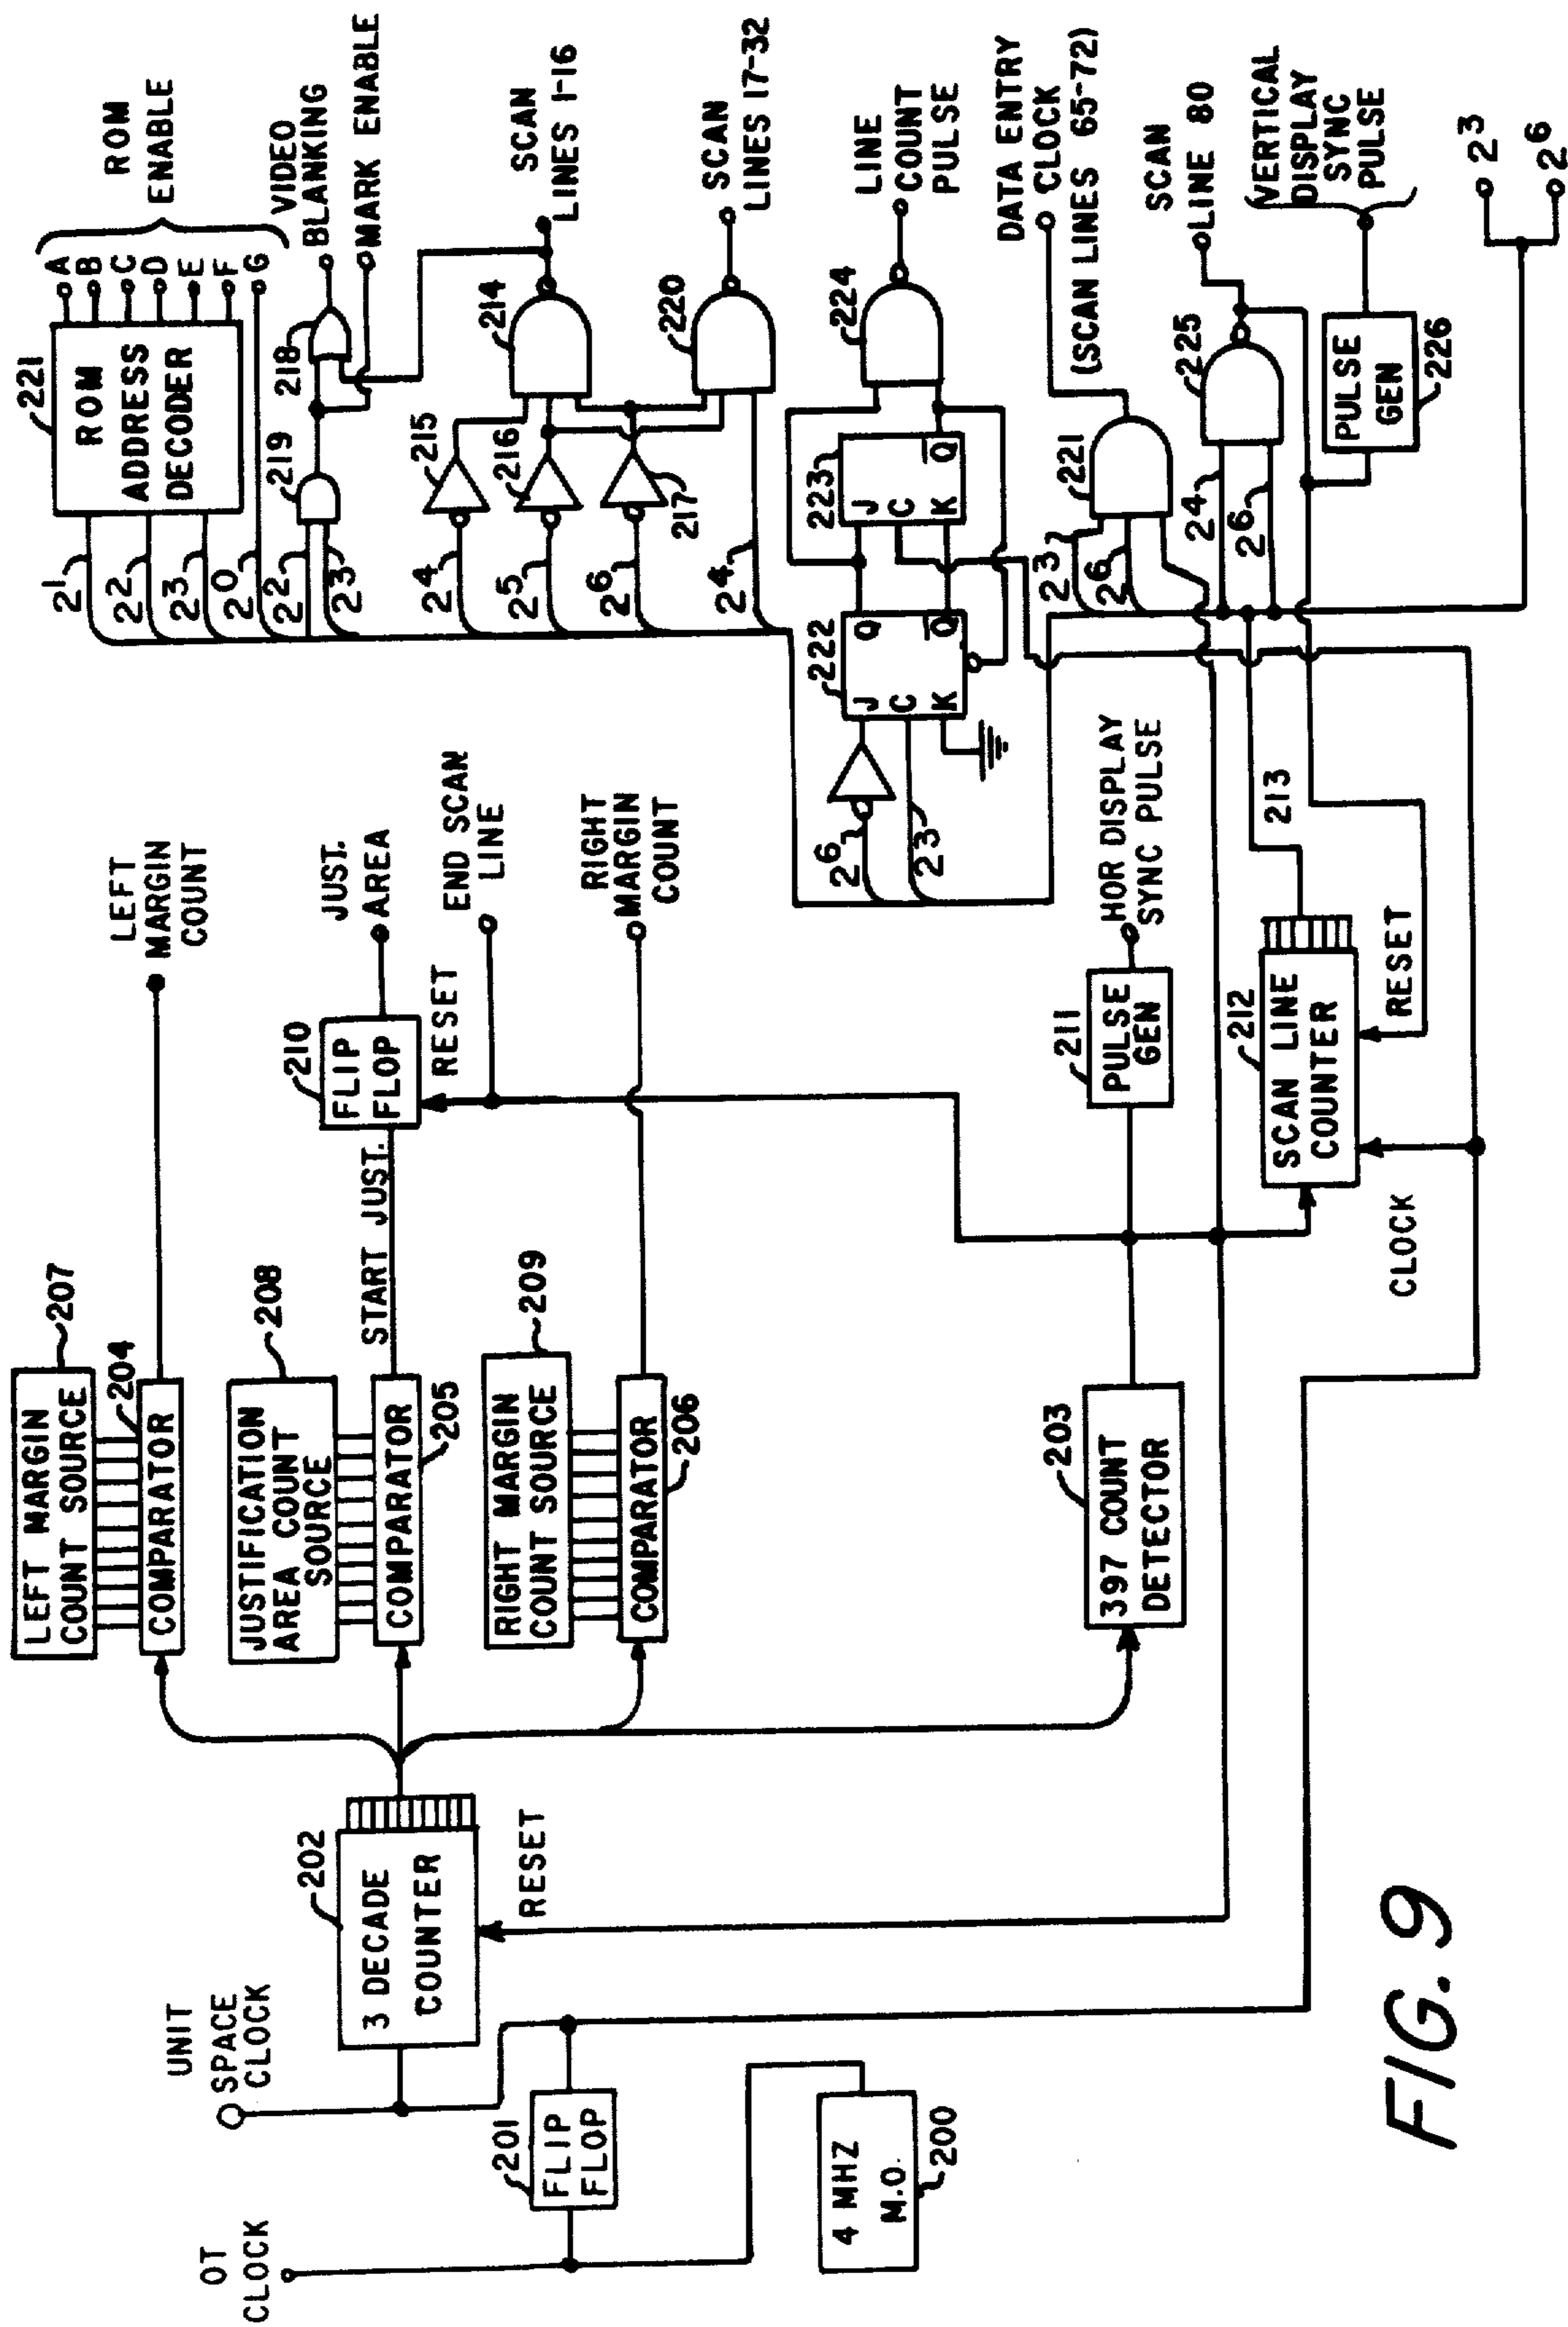 OT
CLOCK
UNIT
SPACE
CLOCK
4 MHZ
M.O.
200
201
FLIP
FLOP
202
3 DECADE
COUNTER
RESET
LEFT MARGIN
COUNT SOURCE
207
204
COMPARATOR
LEFT
MARGIN
COUNT
JUSTIFICATION
AREA COUNT
SOURCE
208
COMPARATOR
205
START JUST.
210
FLIP
FLOP
RESET
JUST.
AREA
END SCAN
LINE
RIGHT MARGIN
COUNT SOURCE
209
COMPARATOR
206
RIGHT
MARGIN
COUNT
203
397 COUNT
DETECTOR
211
PULSE
GEN
HOR DISPLAY
SYNC PULSE
212
SCAN LINE
COUNTER
CLOCK
RESET
213
221
ROM
ADDRESS
DECODER
2¹
2²
2³
2⁰
A
B
C
D
E
F
G
ROM
ENABLE
2²
2³
219
218
VIDEO
BLANKING
MARK ENABLE
2⁴
215
2⁵
216
2⁶
217
214
SCAN
LINES 1-16
2⁴
220
SCAN
LINES 17-32
2⁶
2³
222
J
C
K
Q
Q̅
223
J
C
K
Q̅
224
LINE
COUNT
PULSE
2³
2⁶
221
DATA ENTRY
CLOCK
(SCAN LINES 65-72)
2⁴
2⁶
225
SCAN
LINE 80
PULSE
GEN
226
VERTICAL
DISPLAY
SYNC
PULSE
2³
2⁶
FIG. 9